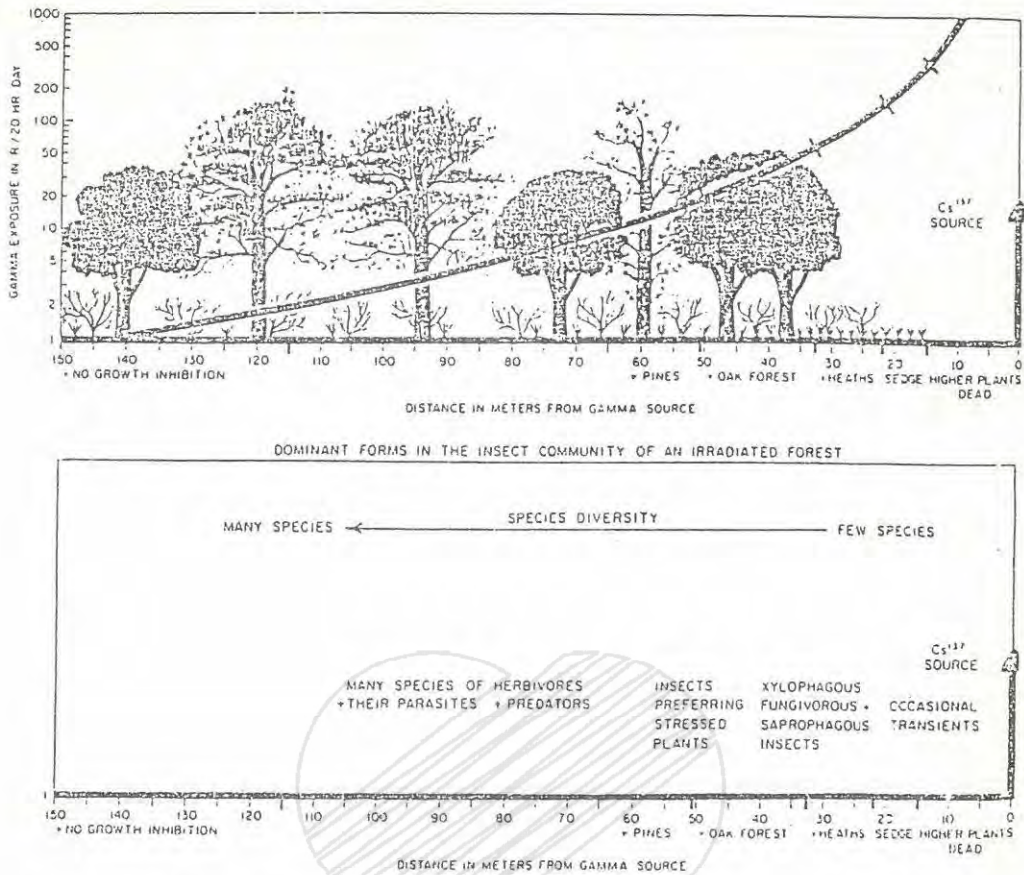 GAMMA EXPOSURE IN R/20 HR DAY
1000
500
200
100
50
20
10
5
2
1
Cs¹³⁷
SOURCE
150 140 130 120 110 100 90 80 70 60 50 40 30 20 10 0
+ NO GROWTH INHIBITION + PINES + OAK FOREST + HEATHS SEDGE HIGHER PLANTS
DEAD
DISTANCE IN METERS FROM GAMMA SOURCE
DOMINANT FORMS IN THE INSECT COMMUNITY OF AN IRRADIATED FOREST
MANY SPECIES SPECIES DIVERSITY FEW SPECIES
Cs¹³⁷
SOURCE
MANY SPECIES OF HERBIVORES
+ THEIR PARASITES + PREDATORS
INSECTS
PREFERRING
STRESSED
PLANTS
XYLOPHAGOUS
FUNGIVOROUS +
SAPROPHAGOUS
INSECTS
OCCASIONAL
TRANSIENTS
1
150 140 130 120 110 100 90 80 70 60 50 40 30 20 10 0
+ NO GROWTH INHIBITION + PINES + OAK FOREST + HEATHS SEDGE HIGHER PLANTS
DEAD
DISTANCE IN METERS FROM GAMMA SOURCE